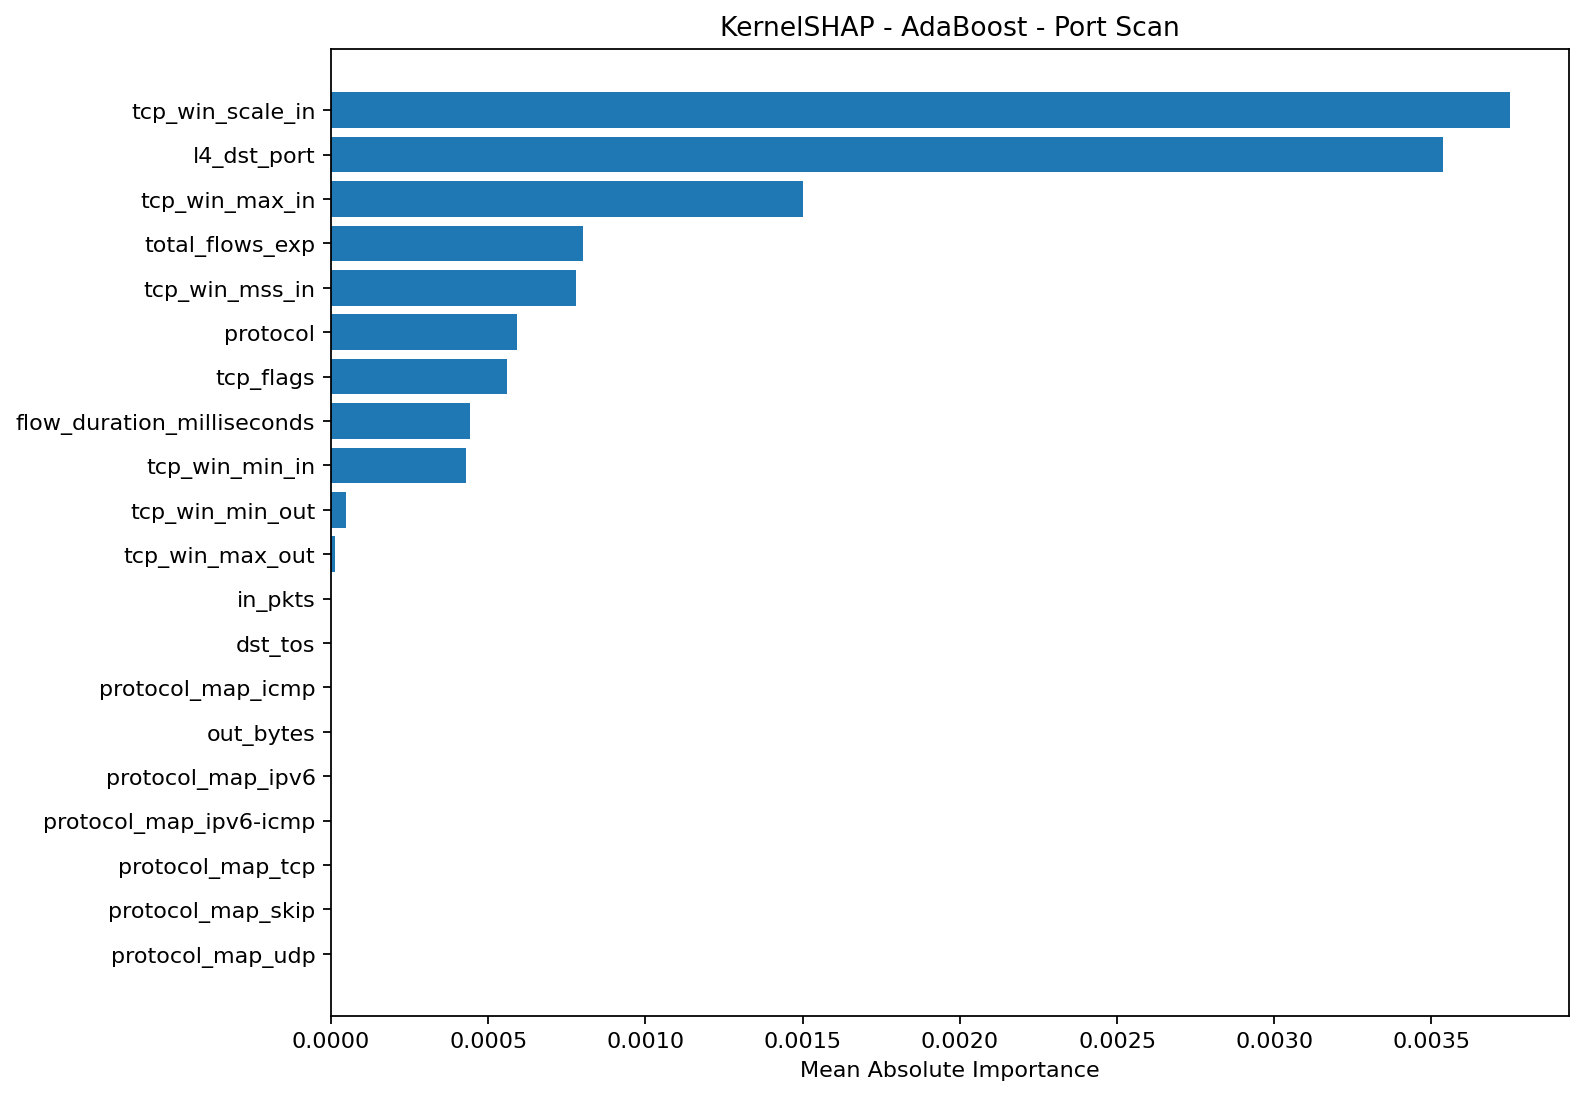 KernelSHAP - AdaBoost - Port Scan
tcp_win_scale_in
l4_dst_port
tcp_win_max_in
total_flows_exp
tcp_win_mss_in
protocol
tcp_flags
flow_duration_milliseconds
tcp_win_min_in
tcp_win_min_out
tcp_win_max_out
in_pkts
dst_tos
protocol_map_icmp
out_bytes
protocol_map_ipv6
protocol_map_ipv6-icmp
protocol_map_tcp
protocol_map_skip
protocol_map_udp
0.0000 0.0005 0.0010 0.0015 0.0020 0.0025 0.0030 0.0035
Mean Absolute Importance